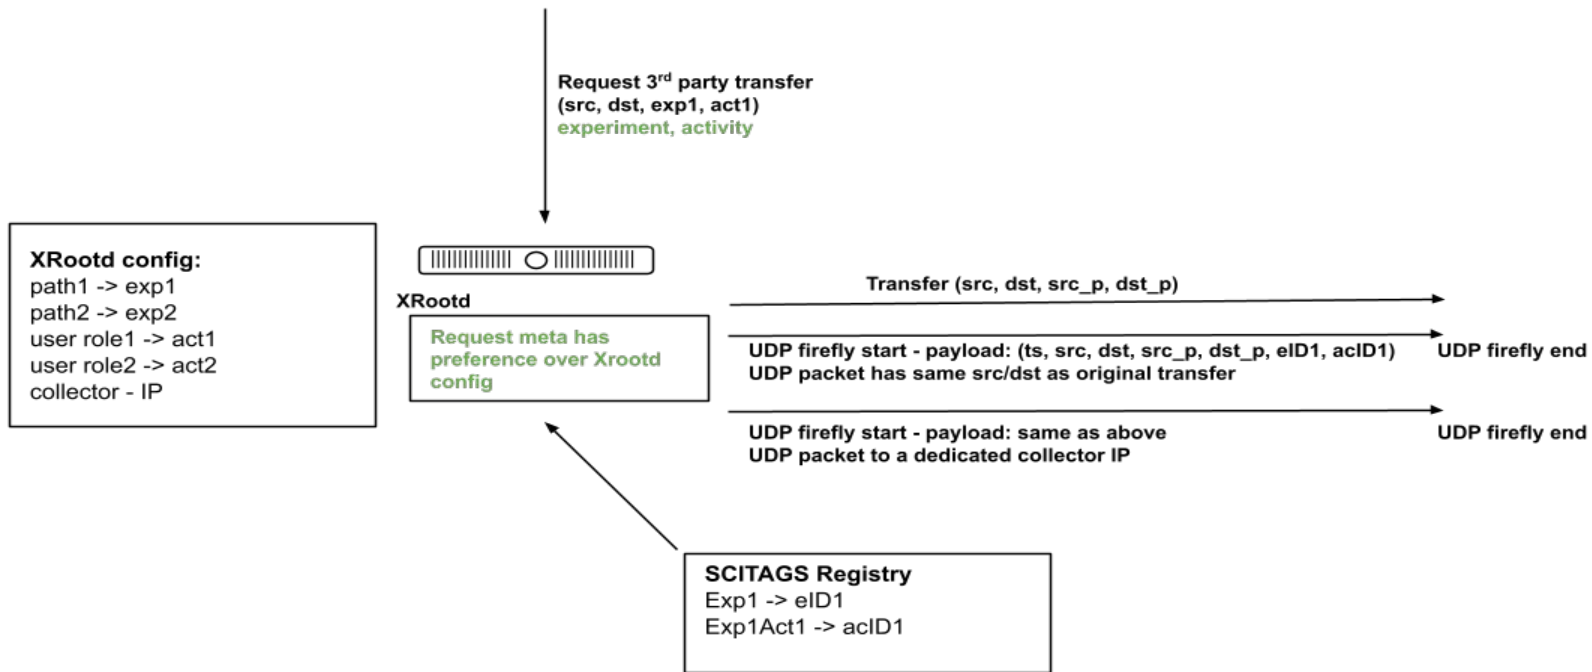 Request 3rd party transfer
(src, dst, exp1, act1)
experiment, activity
XRootd config:
path1 -> exp1
path2 -> exp2
user role1 -> act1
user role2 -> act2
collector - IP
XRootd
Request meta has
preference over Xrootd
config
Transfer (src, dst, src_p, dst_p)
UDP firefly start - payload: (ts, src, dst, src_p, dst_p, eID1, acID1)
UDP packet has same src/dst as original transfer
UDP firefly end
UDP firefly start - payload: same as above
UDP packet to a dedicated collector IP
UDP firefly end
SCITAGS Registry
Exp1 -> eID1
Exp1Act1 -> acID1